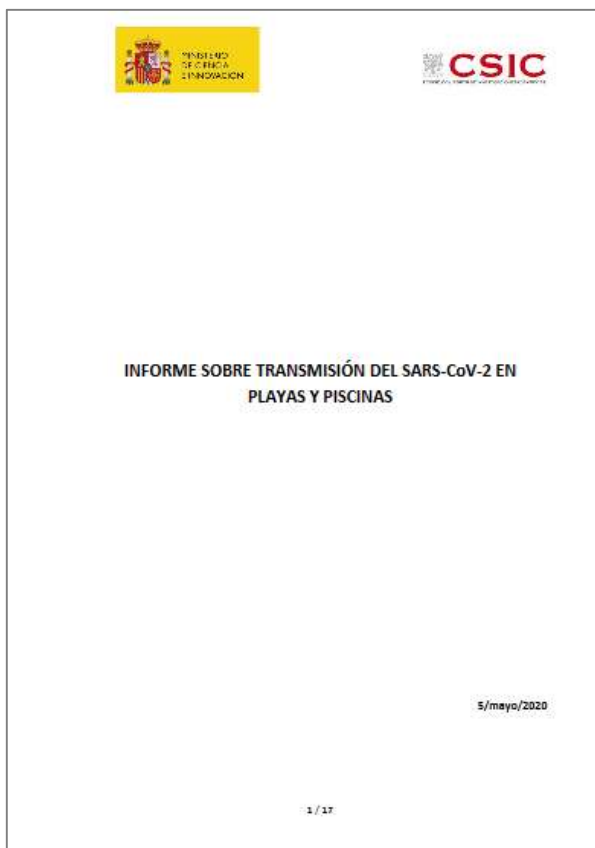 MINISTERIO
DE CIENCIA
E INNOVACIÓN
CSIC
INFORME SOBRE TRANSMISIÓN DEL SARS-CoV-2 EN
PLAYAS Y PISCINAS
5/mayo/2020
1 / 17